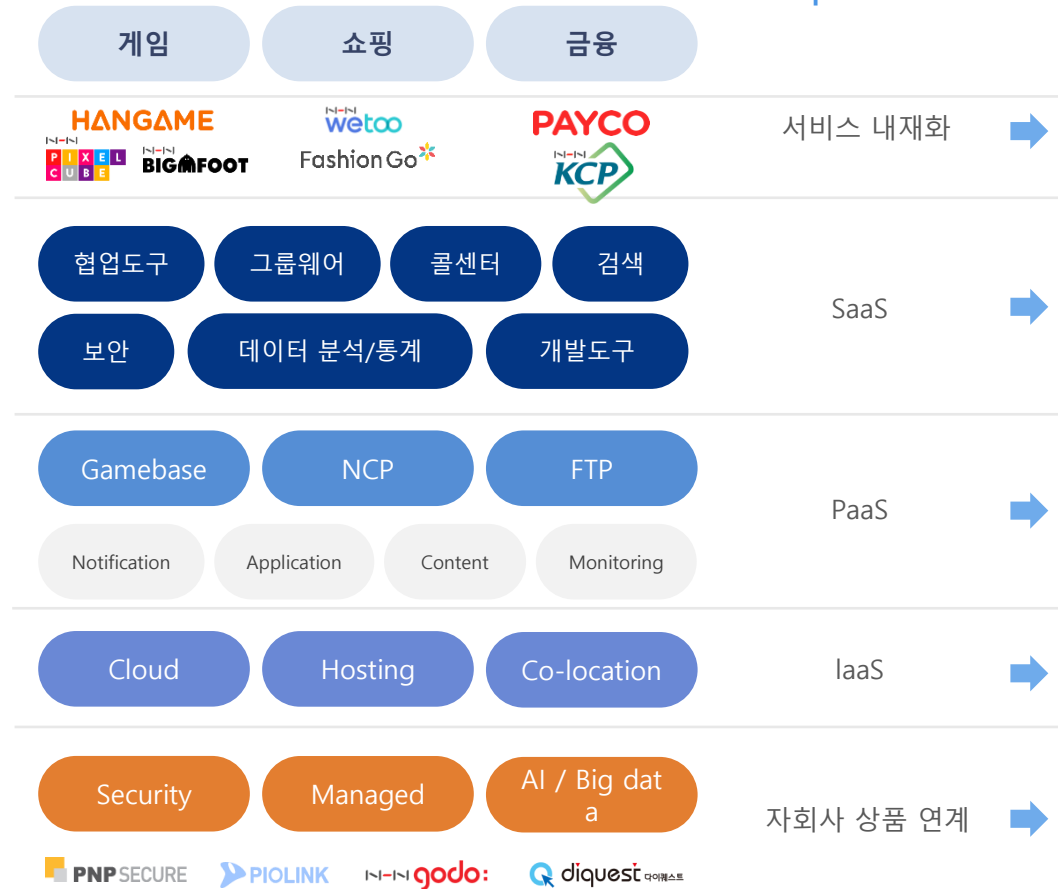 게임 쇼핑 금융
HANGAME
NHN
PIXEL
CUBE
NHN
BIGFOOT
NHN
wetoo
FashionGo
PAYCO
NHN
KCP
서비스 내재화
협업도구 그룹웨어 콜센터 검색
보안 데이터 분석/통계 개발도구
SaaS
Gamebase NCP FTP
PaaS
Notification Application Content Monitoring
Cloud Hosting Co-location
IaaS
Security Managed AI / Big dat
a
자회사 상품 연계
PNP SECURE PIOLINK NHN godo: diquest 다이퀘스트